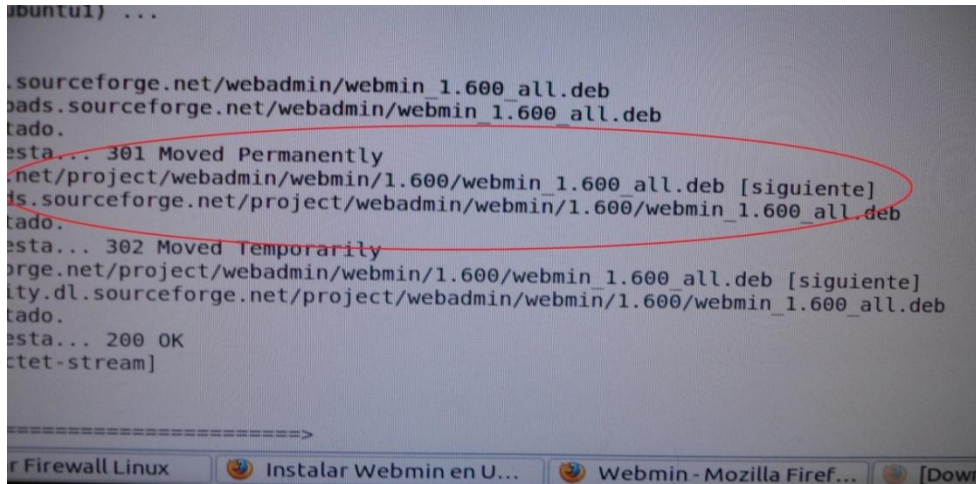 ubuntu1) ...
.sourceforge.net/webadmin/webmin_1.600_all.deb
oads.sourceforge.net/webadmin/webmin_1.600_all.deb
tado.
esta... 301 Moved Permanently
.net/project/webadmin/webmin/1.600/webmin_1.600_all.deb [siguiente]
ds.sourceforge.net/project/webadmin/webmin/1.600/webmin_1.600_all.deb
tado.
esta... 302 Moved Temporarily
orge.net/project/webadmin/webmin/1.600/webmin_1.600_all.deb [siguiente]
ity.dl.sourceforge.net/project/webadmin/webmin/1.600/webmin_1.600_all.deb
tado.
esta... 200 OK
ctet-stream]
========================>
r Firewall Linux
Instalar Webmin en U...
Webmin - Mozilla Firef...
[Down